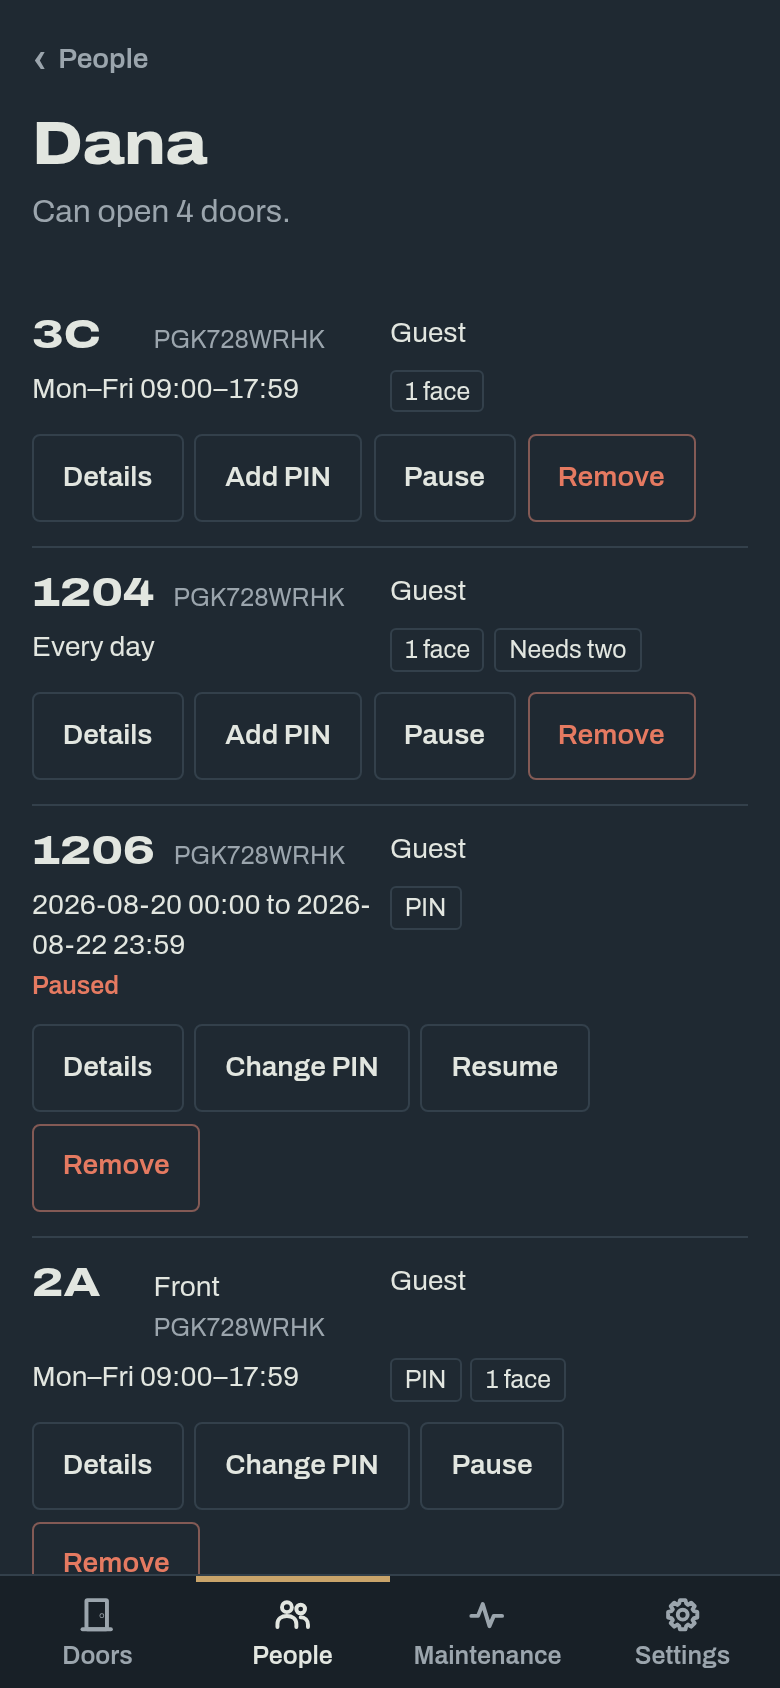 ‹ People
Dana
Can open 4 doors.
3C PGK728WRHK Guest
Mon–Fri 09:00–17:59 1 face
Details Add PIN Pause Remove
1204 PGK728WRHK Guest
Every day 1 face Needs two
Details Add PIN Pause Remove
1206 PGK728WRHK Guest
2026-08-20 00:00 to 2026- PIN
08-22 23:59
Paused
Details Change PIN Resume
Remove
2A Front Guest
PGK728WRHK
Mon–Fri 09:00–17:59 PIN 1 face
Details Change PIN Pause
Remove
Doors People Maintenance Settings